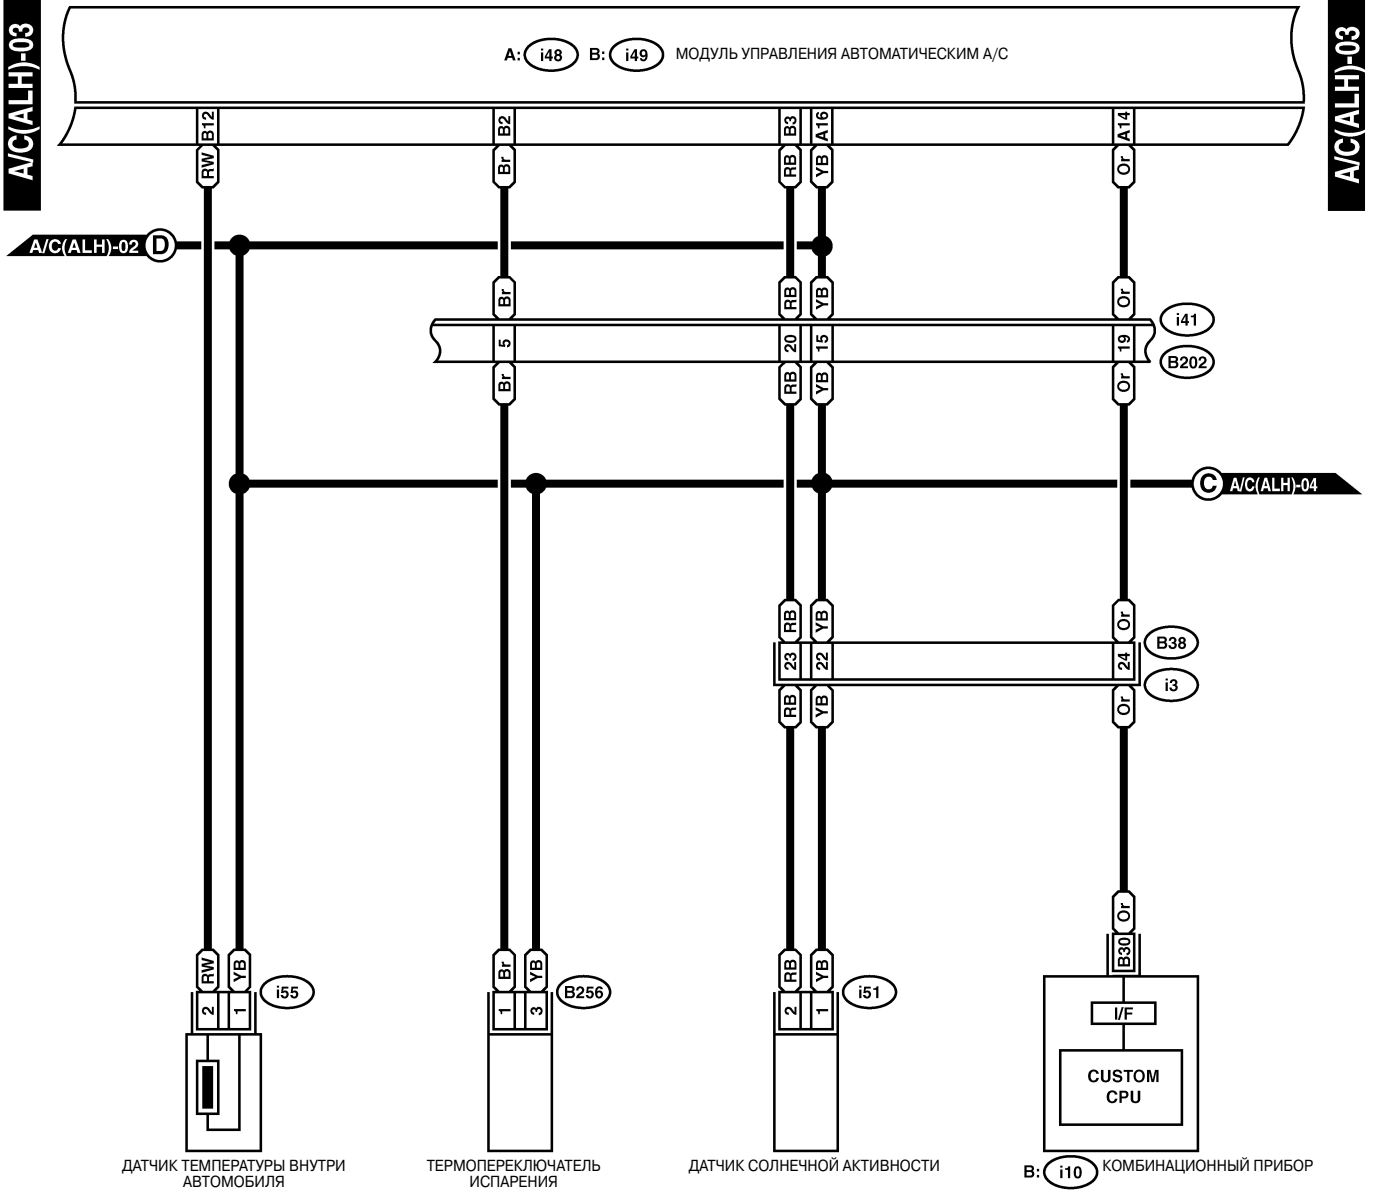 A/C(ALH)-03
A: i48 B: i49 МОДУЛЬ УПРАВЛЕНИЯ АВТОМАТИЧЕСКИМ A/C
A/C(ALH)-03
B12 B2 B3 A16 A14
RW Br RB YB Or
A/C(ALH)-02 D
Br RB YB Or
i41
5 20 15 19
B202
Br RB YB Or
C A/C(ALH)-04
RB YB Or
B38
23 22 24
i3
RB YB Or
Or
B30
RW YB Br YB RB YB
i55 B256 i51
2 1 1 3 2 1
I/F
CUSTOM
CPU
ДАТЧИК ТЕМПЕРАТУРЫ ВНУТРИ
АВТОМОБИЛЯ
ТЕРМОПЕРЕКЛЮЧАТЕЛЬ
ИСПАРЕНИЯ
ДАТЧИК СОЛНЕЧНОЙ АКТИВНОСТИ
B: i10 КОМБИНАЦИОННЫЙ ПРИБОР